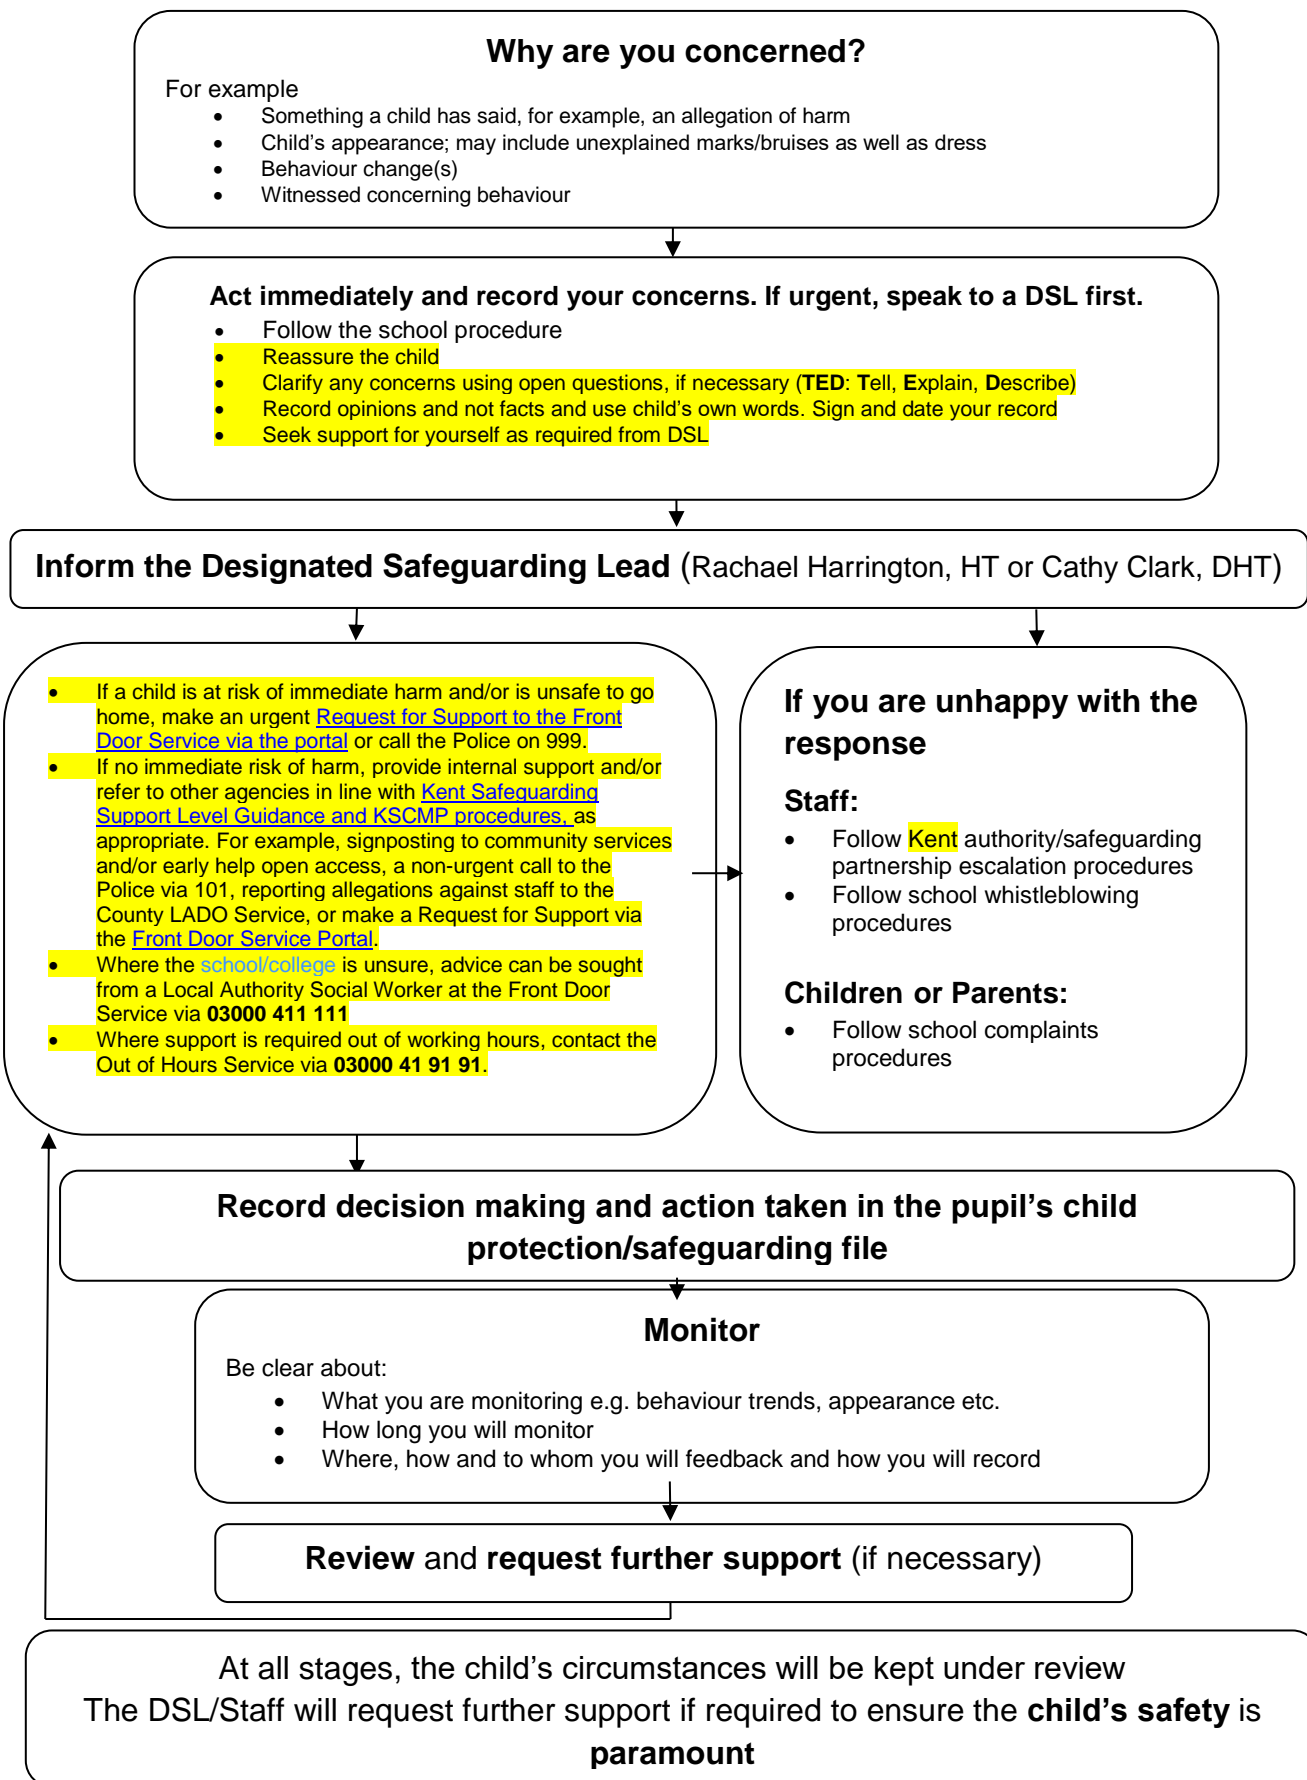 Why are you concerned?
For example
• Something a child has said, for example, an allegation of harm
• Child's appearance; may include unexplained marks/bruises as well as dress
• Behaviour change(s)
• Witnessed concerning behaviour
Act immediately and record your concerns. If urgent, speak to a DSL first.
• Follow the school procedure
• Reassure the child
• Clarify any concerns using open questions, if necessary (TED: Tell, Explain, Describe)
• Record opinions and not facts and use child's own words. Sign and date your record
• Seek support for yourself as required from DSL
Inform the Designated Safeguarding Lead (Rachael Harrington, HT or Cathy Clark, DHT)
• If a child is at risk of immediate harm and/or is unsafe to go
home, make an urgent Request for Support to the Front
Door Service via the portal or call the Police on 999.
• If no immediate risk of harm, provide internal support and/or
refer to other agencies in line with Kent Safeguarding
Support Level Guidance and KSCMP procedures, as
appropriate. For example, signposting to community services
and/or early help open access, a non-urgent call to the
Police via 101, reporting allegations against staff to the
County LADO Service, or make a Request for Support via
the Front Door Service Portal.
• Where the school/college is unsure, advice can be sought
from a Local Authority Social Worker at the Front Door
Service via 03000 411 111
• Where support is required out of working hours, contact the
Out of Hours Service via 03000 41 91 91.
If you are unhappy with the
response
Staff:
• Follow Kent authority/safeguarding
partnership escalation procedures
• Follow school whistleblowing
procedures
Children or Parents:
• Follow school complaints
procedures
Record decision making and action taken in the pupil's child
protection/safeguarding file
Monitor
Be clear about:
• What you are monitoring e.g. behaviour trends, appearance etc.
• How long you will monitor
• Where, how and to whom you will feedback and how you will record
Review and request further support (if necessary)
At all stages, the child's circumstances will be kept under review
The DSL/Staff will request further support if required to ensure the child's safety is
paramount